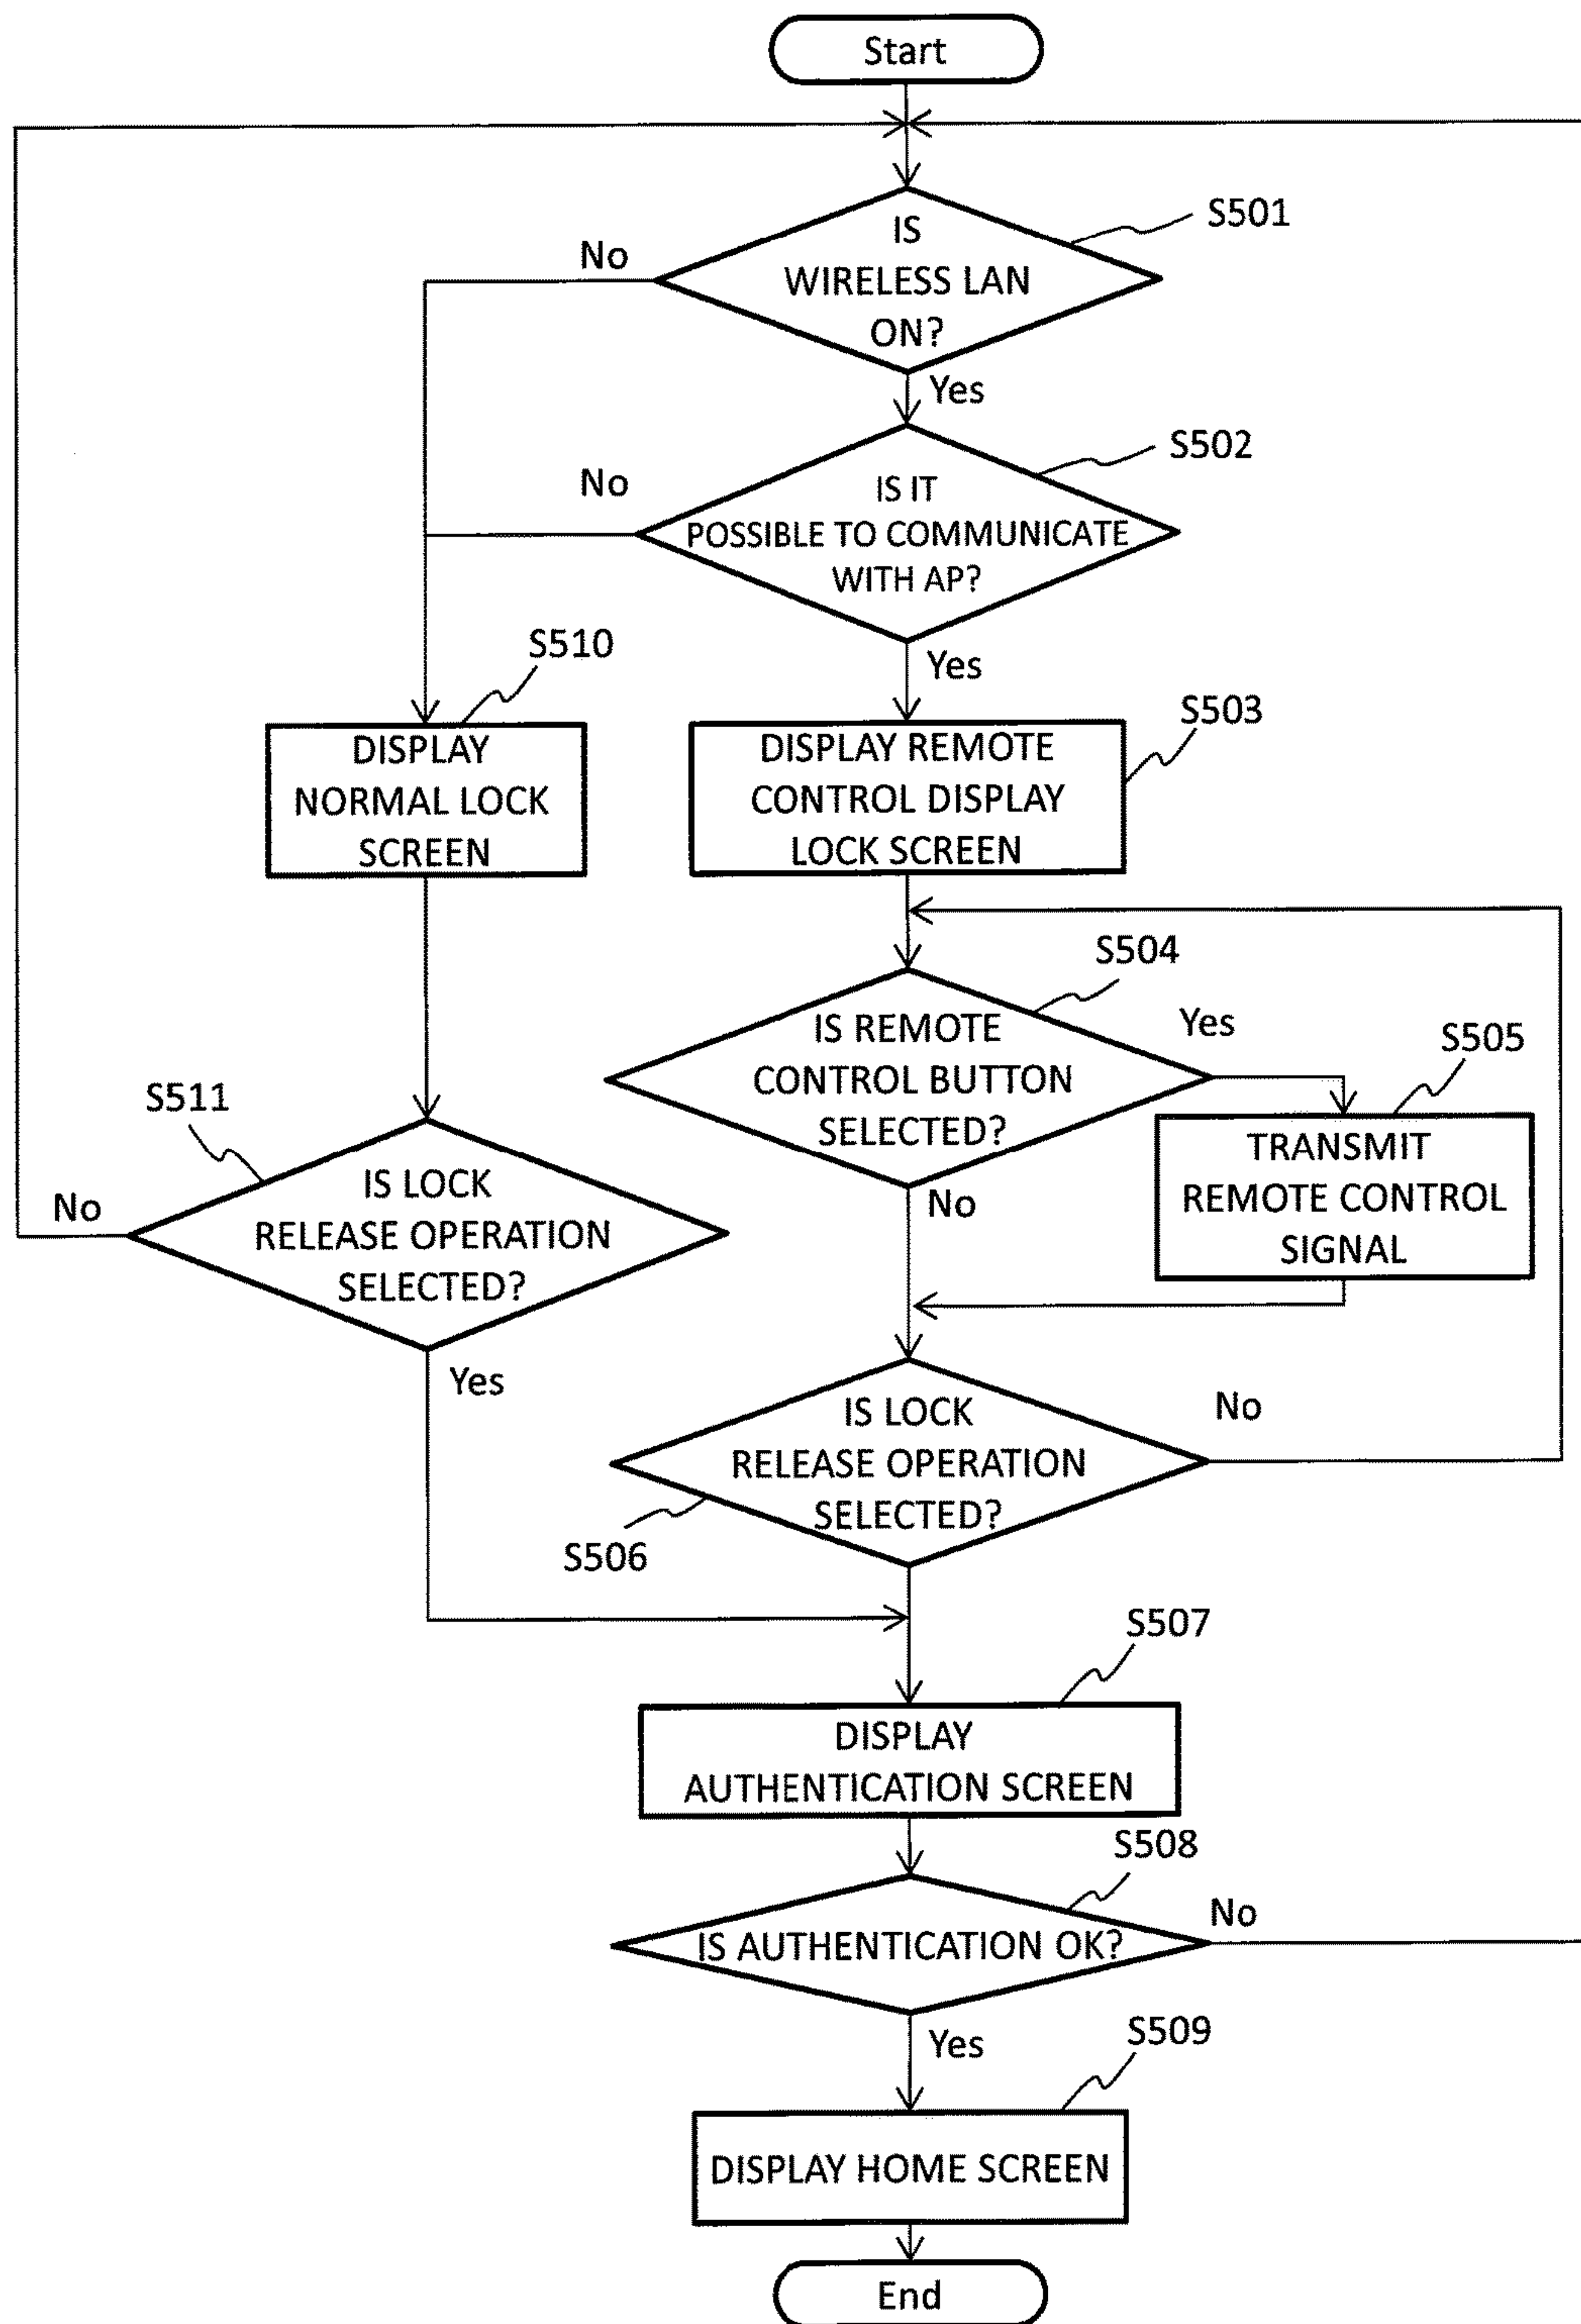 Start
S501
IS
WIRELESS LAN
ON?
No
Yes
S502
IS IT
POSSIBLE TO COMMUNICATE
WITH AP?
No
Yes
S510
DISPLAY
NORMAL LOCK
SCREEN
S503
DISPLAY REMOTE
CONTROL DISPLAY
LOCK SCREEN
S504
IS REMOTE
CONTROL BUTTON
SELECTED?
Yes
No
S505
TRANSMIT
REMOTE CONTROL
SIGNAL
S511
IS LOCK
RELEASE OPERATION
SELECTED?
No
Yes
IS LOCK
RELEASE OPERATION
SELECTED?
No
S506
S507
DISPLAY
AUTHENTICATION SCREEN
S508
IS AUTHENTICATION OK?
No
Yes
S509
DISPLAY HOME SCREEN
End